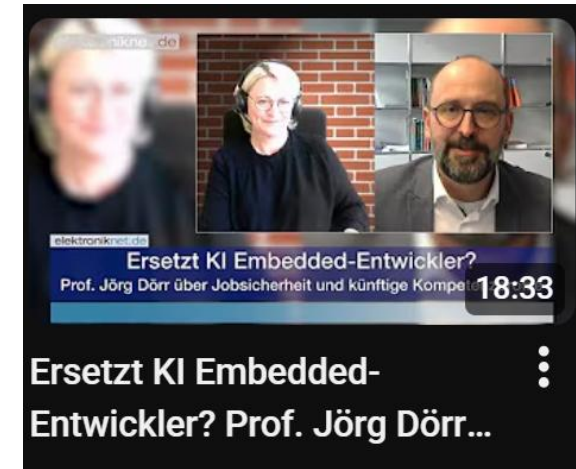 elektroniknet.de
elektroniknet.de
Ersetzt KI Embedded-Entwickler?
Prof. Jörg Dörr über Jobsicherheit und künftige
18:33
Ersetzt KI Embedded-
Entwickler? Prof. Jörg Dörr...